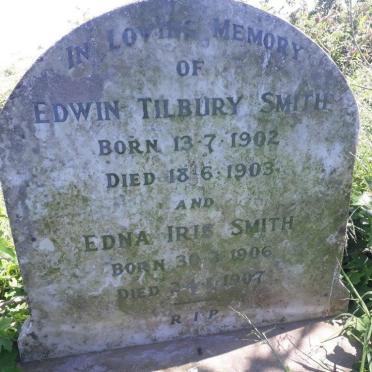 In Loving Memory
of
Edwin Tilbury Smith
Born 13·7·1902
Died 18·6·1903.
and
Edna Iris Smith
Born 30 1906
Died 1907
R I P